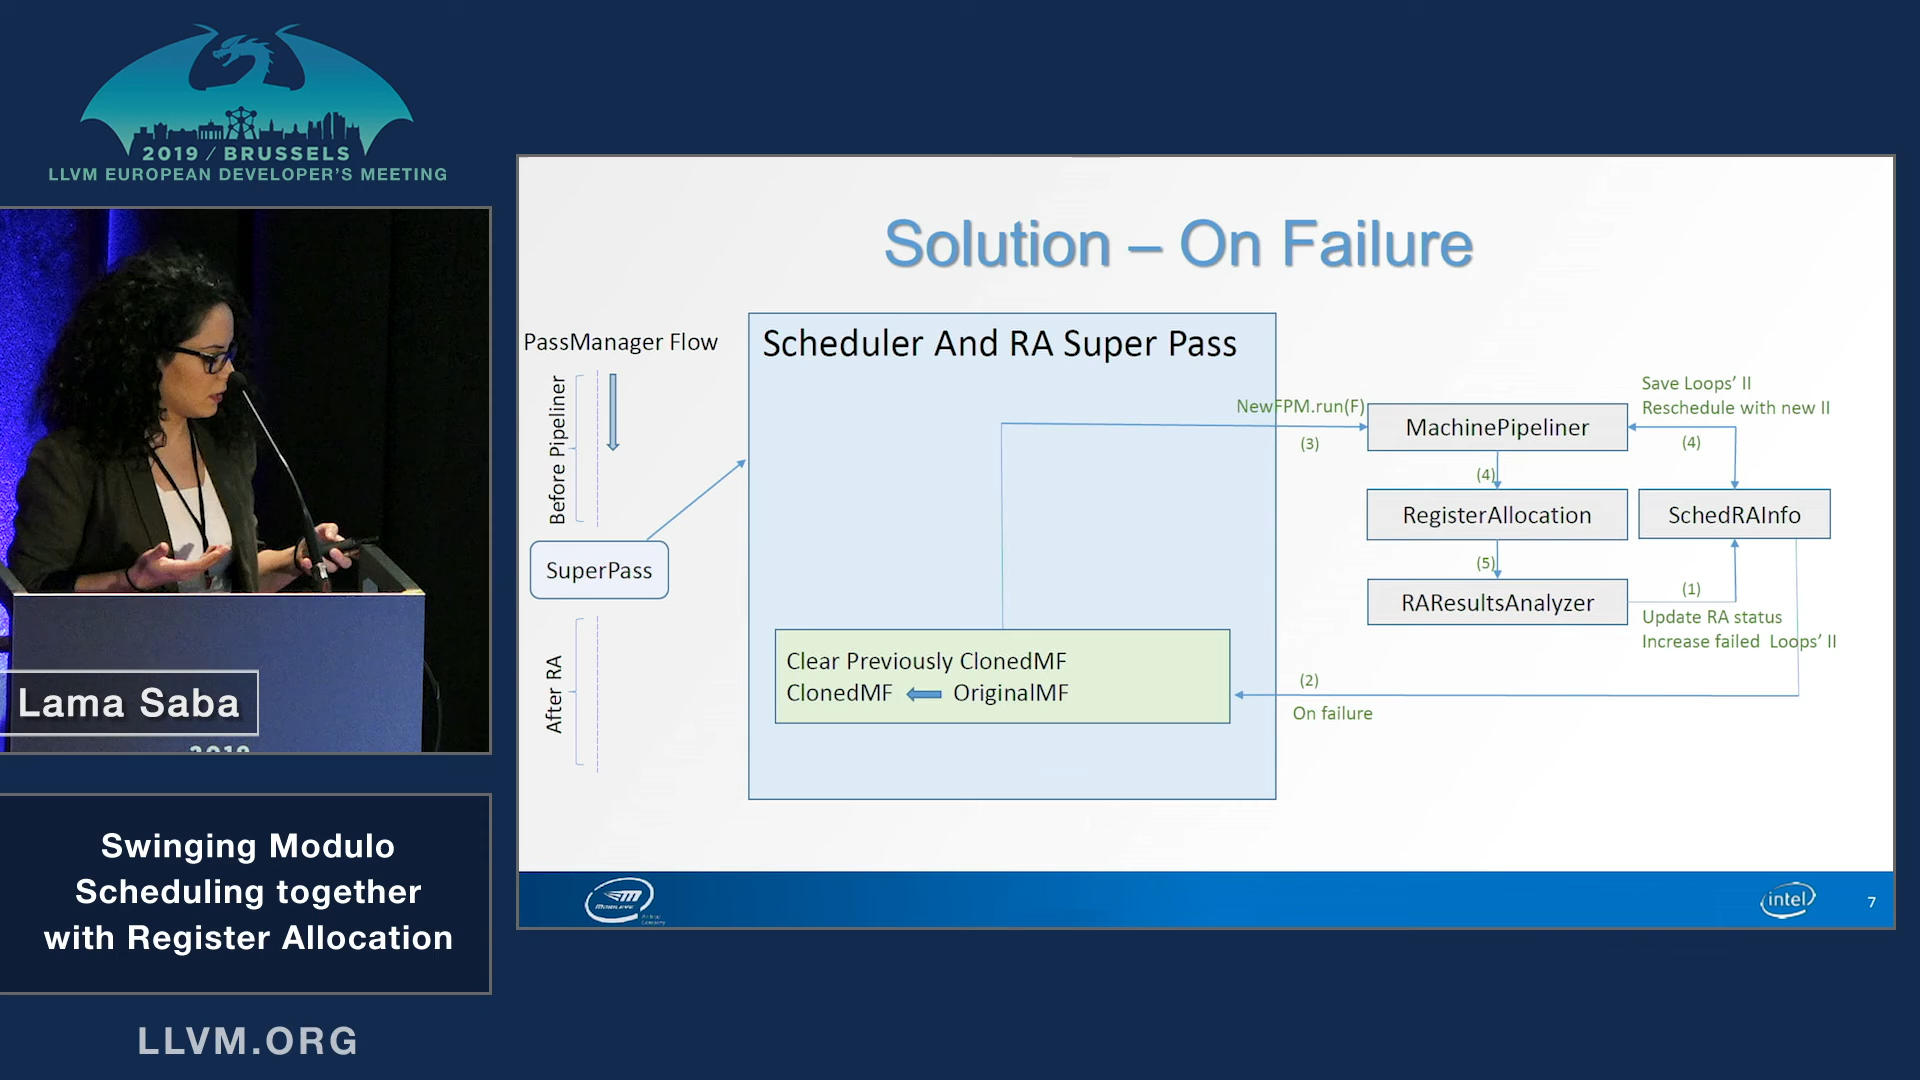 2019 / BRUSSELS
LLVM EUROPEAN DEVELOPER'S MEETING
Lama Saba
2019
Swinging Modulo
Scheduling together
with Register Allocation
LLVM.ORG
Solution – On Failure
PassManager Flow
Before Pipeliner
SuperPass
After RA
Scheduler And RA Super Pass
Clear Previously ClonedMF
ClonedMF OriginalMF
NewFPM.run(F)
(3)
MachinePipeliner
Save Loops' II
Reschedule with new II
(4)
(4)
RegisterAllocation
SchedRAInfo
(5)
RAResultsAnalyzer
(1)
Update RA status
Increase failed Loops' II
(2)
On failure
intel
7